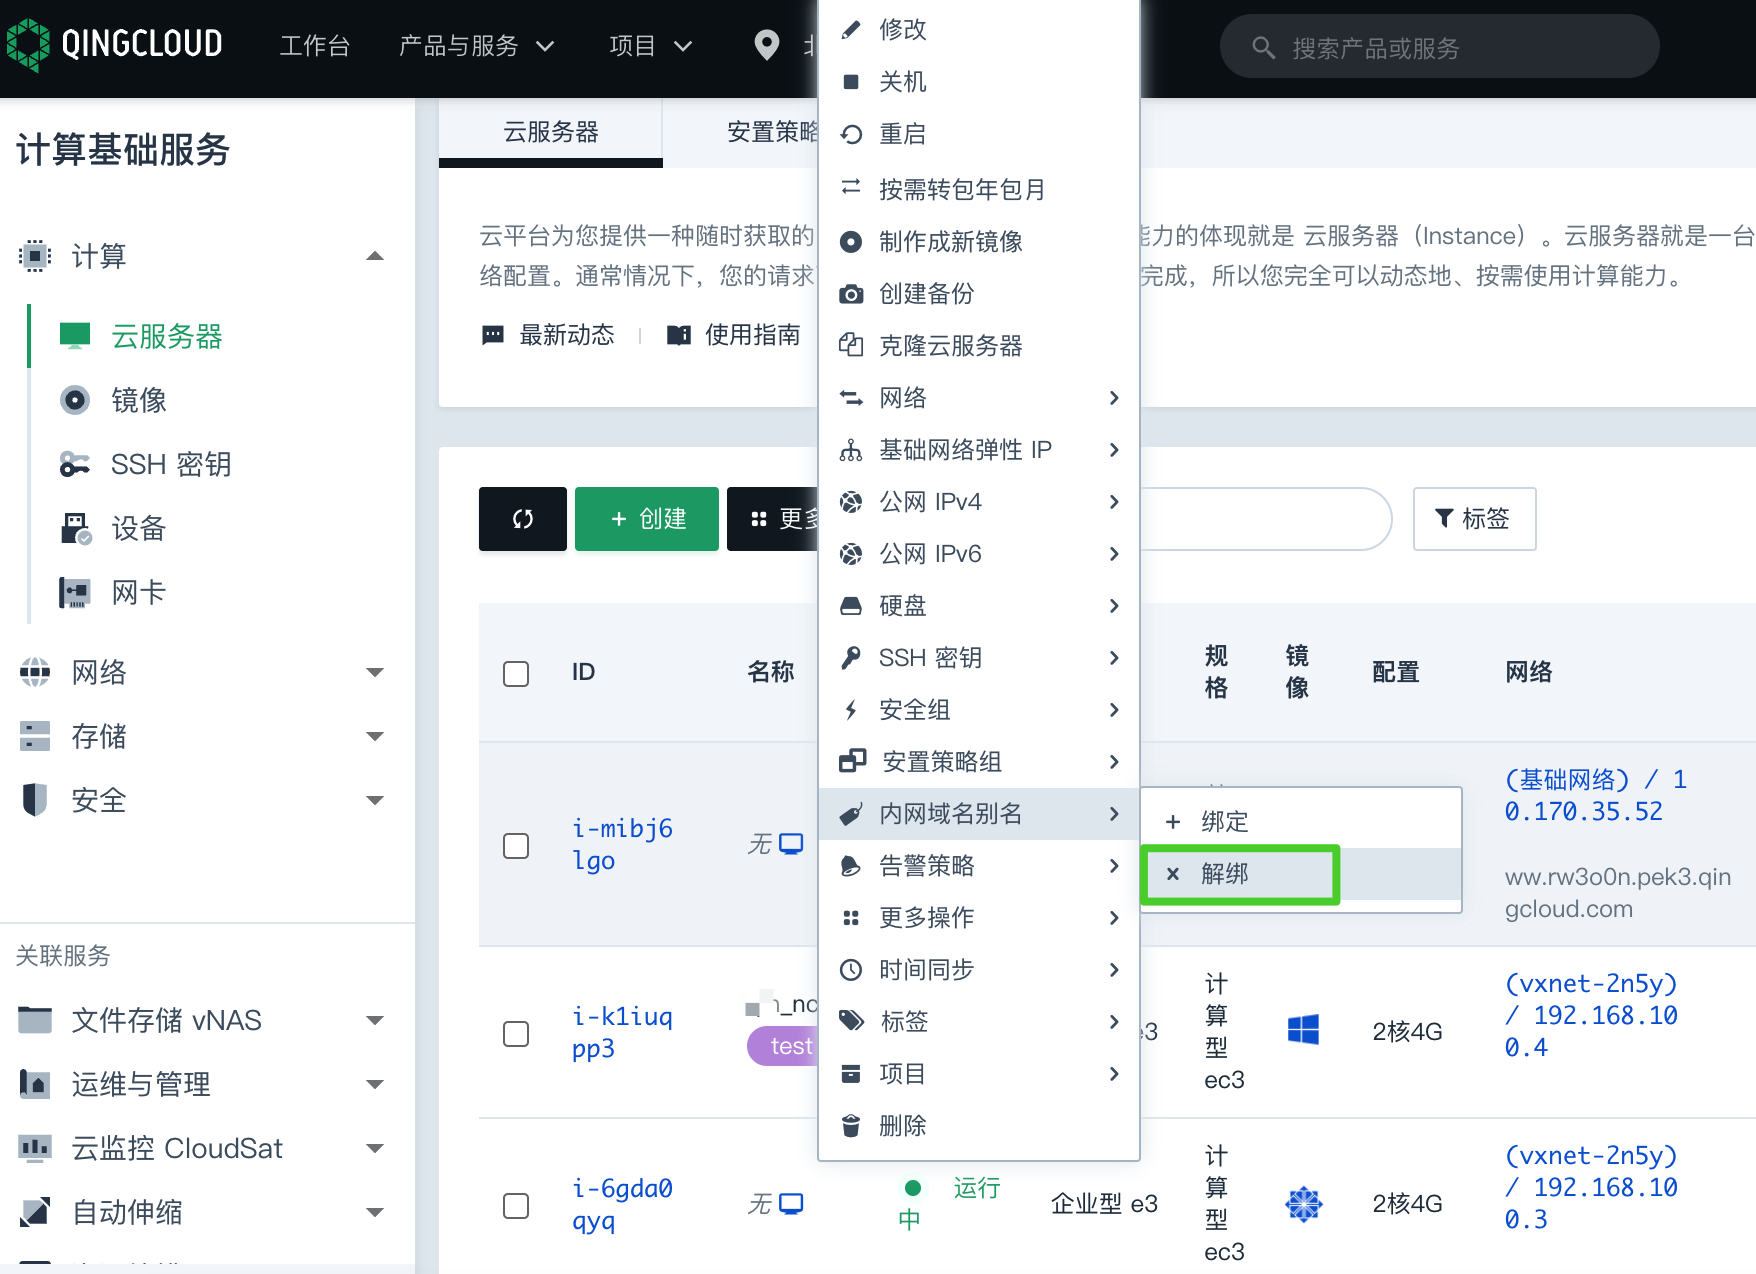 QINGCLOUD
工作台
产品与服务
项目
搜索产品或服务
计算基础服务
计算
云服务器
镜像
SSH 密钥
设备
网卡
网络
存储
安全
关联服务
文件存储 vNAS
运维与管理
云监控 CloudSat
自动伸缩
云服务器
安置策略
云平台为您提供一种随时获取的
能力的体现就是 云服务器（Instance）。云服务器就是一台
络配置。通常情况下，您的请求
完成，所以您完全可以动态地、按需使用计算能力。
最新动态
使用指南
+ 创建
更多
标签
修改
关机
重启
按需转包年包月
制作成新镜像
创建备份
克隆云服务器
网络
基础网络弹性 IP
公网 IPv4
公网 IPv6
硬盘
SSH 密钥
安全组
安置策略组
内网域名别名
告警策略
更多操作
时间同步
标签
项目
删除
+ 绑定
× 解绑
ID
名称
规格
镜像
配置
网络
i-mibj6
lgo
无
(基础网络) / 1
0.170.35.52
ww.rw3o0n.pek3.qin
gcloud.com
i-k1iuq
pp3
test
e3
计
算
型
ec3
2核4G
(vxnet-2n5y)
/ 192.168.10
0.4
i-6gda0
qyq
无
运行
中
企业型 e3
计
算
型
ec3
2核4G
(vxnet-2n5y)
/ 192.168.10
0.3